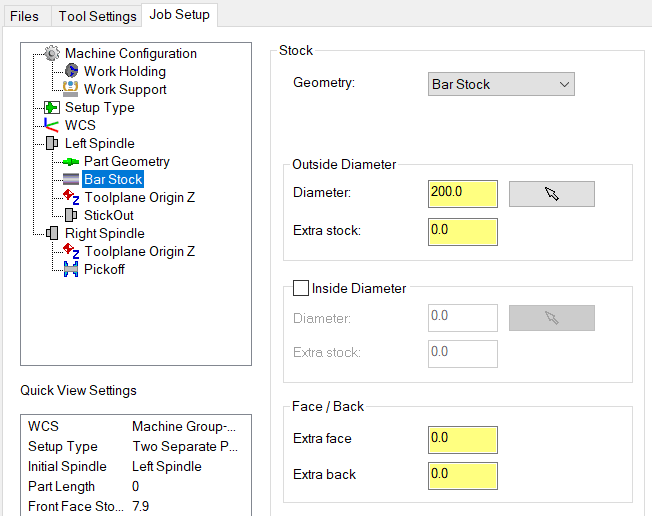 Files Tool Settings Job Setup
Machine Configuration
Work Holding
Work Support
Setup Type
WCS
Left Spindle
Part Geometry
Bar Stock
Toolplane Origin Z
StickOut
Right Spindle
Toolplane Origin Z
Pickoff
Quick View Settings
WCS Machine Group-...
Setup Type Two Separate P...
Initial Spindle Left Spindle
Part Length 0
Front Face Sto... 7.9
Stock
Geometry: Bar Stock
Outside Diameter
Diameter: 200.0
Extra stock: 0.0
Inside Diameter
Diameter: 0.0
Extra stock: 0.0
Face / Back
Extra face 0.0
Extra back 0.0